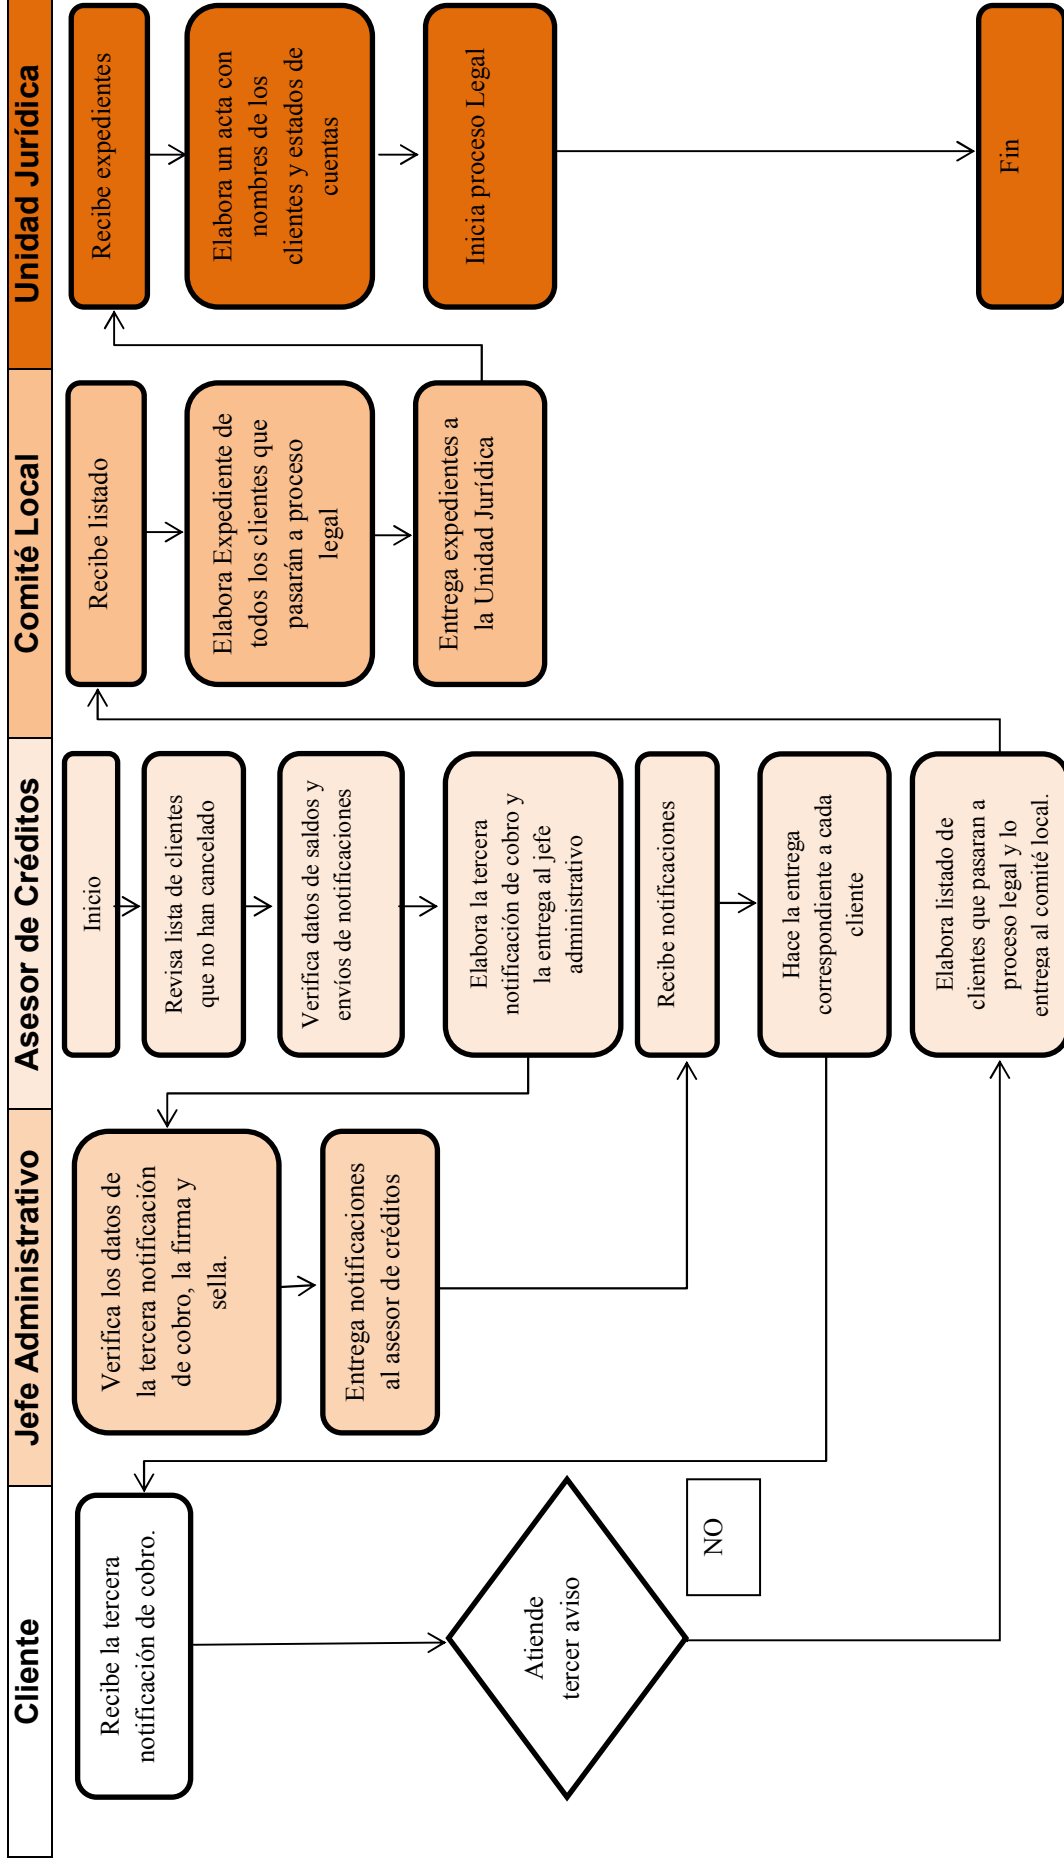 Cliente
Jefe Administrativo
Asesor de Créditos
Comité Local
Unidad Jurídica
Recibe la tercera
notificación de cobro.
Atiende
tercer aviso
NO
Verifica los datos de
la tercera notificación
de cobro, la firma y
sella.
Entrega notificaciones
al asesor de créditos
Inicio
Revisa lista de clientes
que no han cancelado
Verifica datos de saldos y
envíos de notificaciones
Elabora la tercera
notificación de cobro y
la entrega al jefe
administrativo
Recibe notificaciones
Hace la entrega
correspondiente a cada
cliente
Elabora listado de
clientes que pasaran a
proceso legal y lo
entrega al comité local.
Recibe listado
Elabora Expediente de
todos los clientes que
pasarán a proceso
legal
Entrega expedientes a
la Unidad Jurídica
Recibe expedientes
Elabora un acta con
nombres de los
clientes y estados de
cuentas
Inicia proceso Legal
Fin